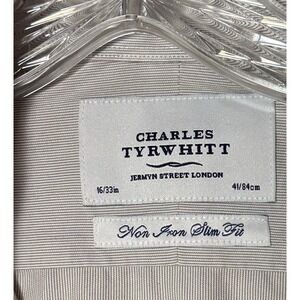 CHARLES
TYRWHITT
JERMYN STREET LONDON
16/33in 41/84cm
Non Iron Slim Fit